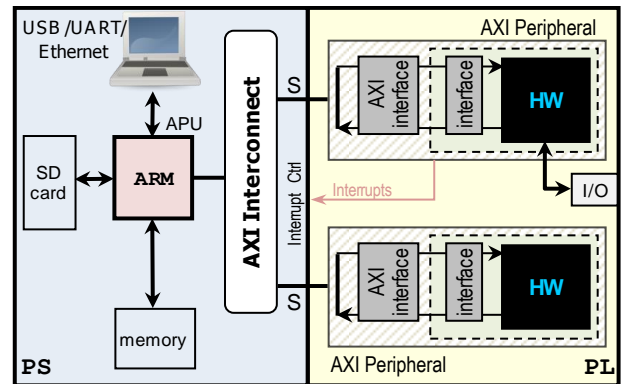 USB /UART/
Ethernet
APU
SD
card
ARM
memory
PS
AXI Interconnect
S
S
Interrupt Ctrl
Interrupts
AXI Peripheral
AXI
interface
interface
HW
I/O
AXI
interface
interface
HW
AXI Peripheral
PL